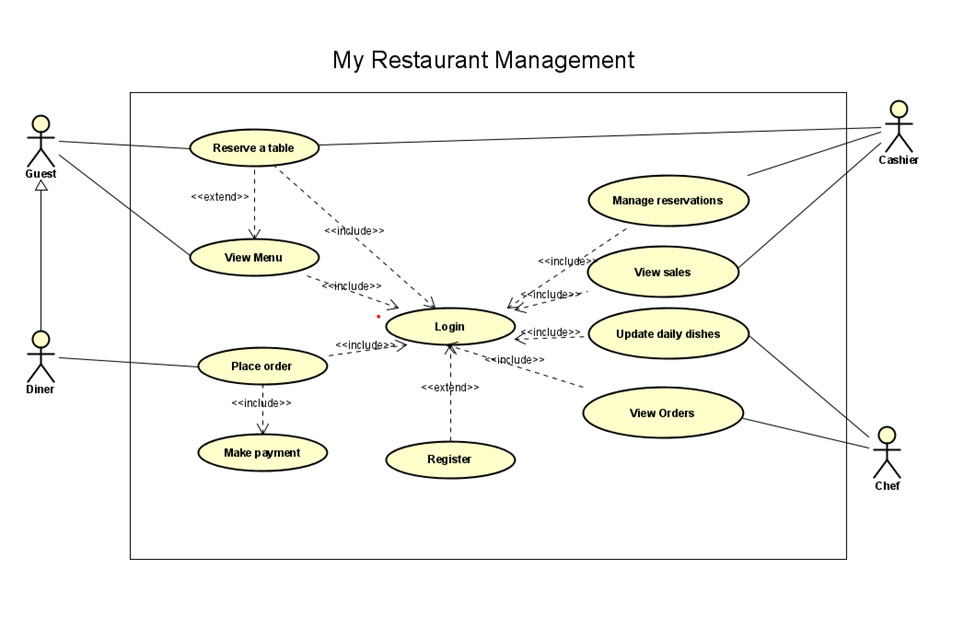 My Restaurant Management
Guest
Reserve a table
Cashier
<<extend>>
Manage reservations
<<include>>
View Menu
<<include>>
View sales
<<include>>
<<include>>
Login
<<include>>
Update daily dishes
Diner
Place order
<<include>>
<<include>>
<<extend>>
<<include>>
View Orders
Make payment
Register
Chef